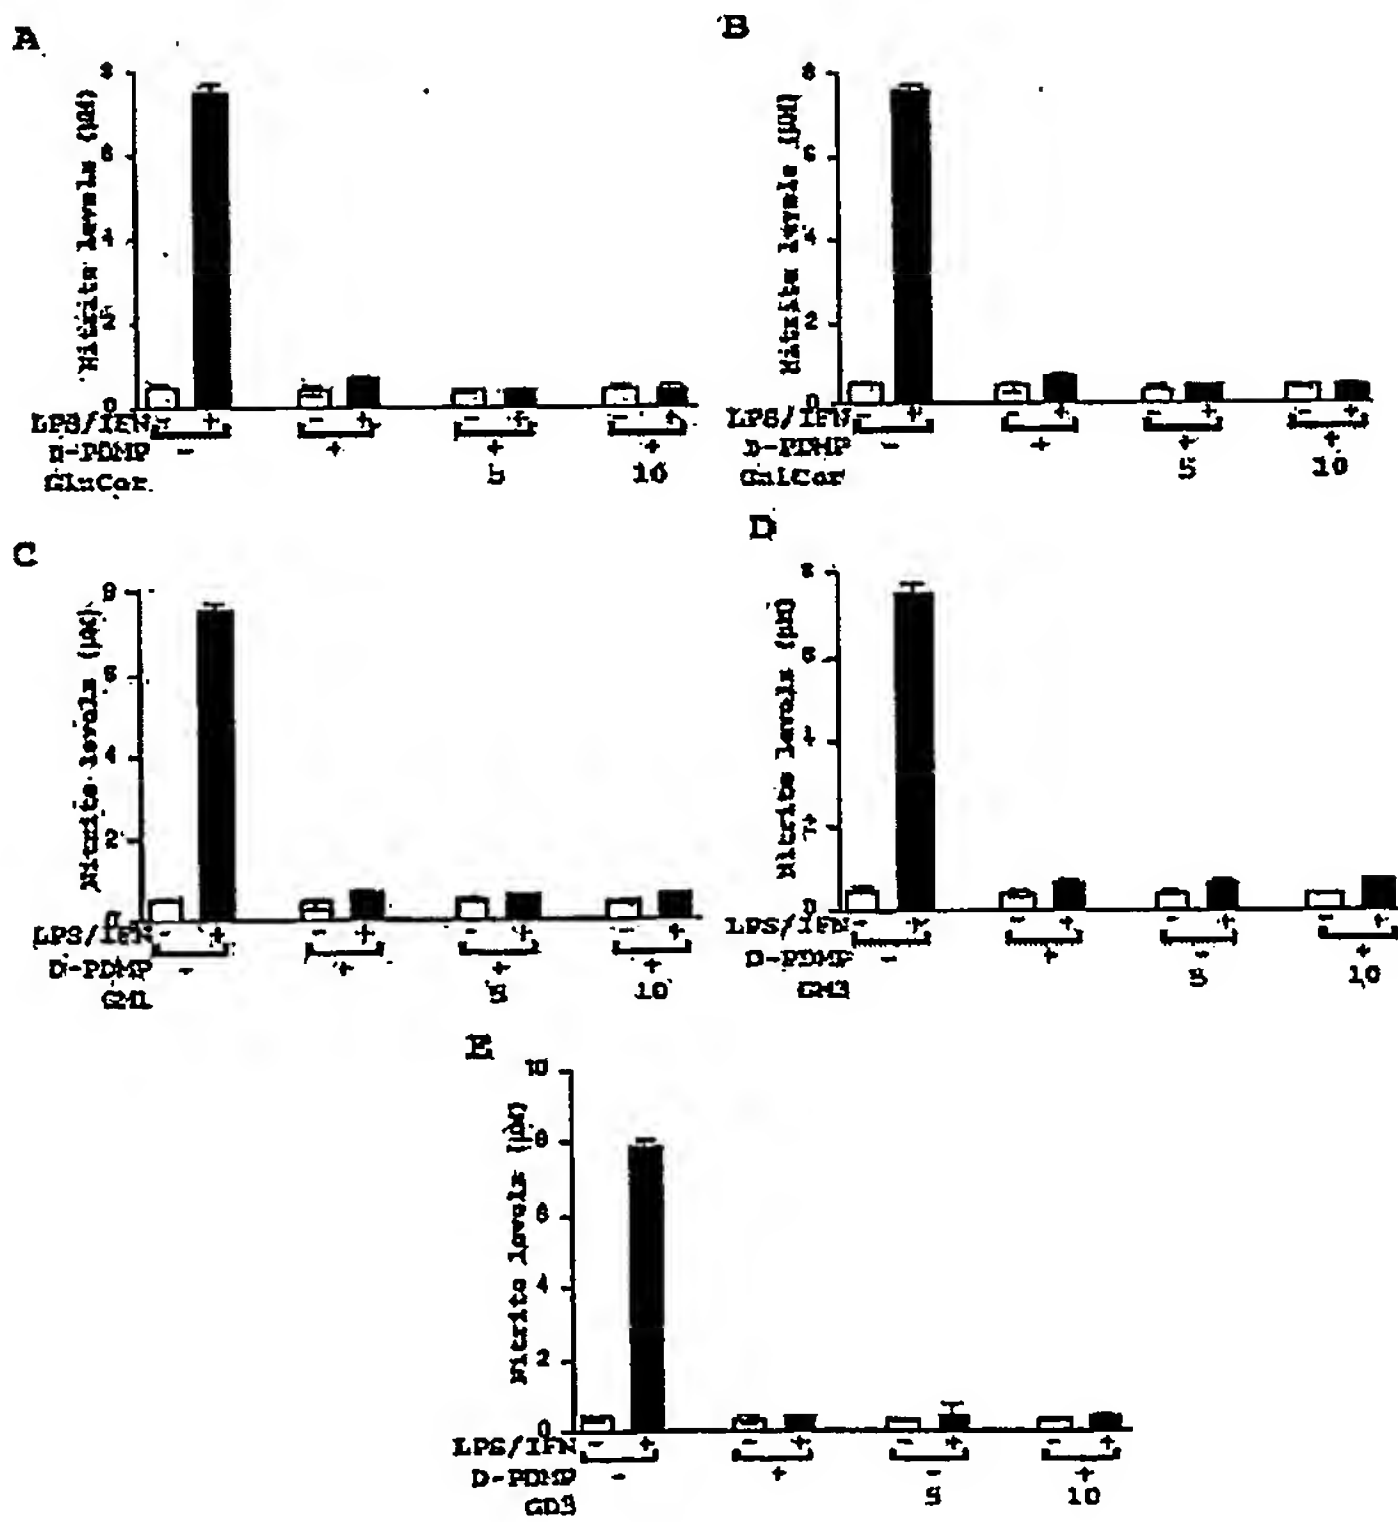 A
Nitrite levels (µM)
8
6
4
2
0
LPS/IFN - + - + - + - +
D-PDMP - + + +
GluCer 5 10
B
Nitrite levels (µM)
8
6
4
2
0
LPS/IFN - + - + - + - +
D-PDMP - + + +
GalCer 5 10
C
Nitrite levels (µM)
8
6
4
2
0
LPS/IFN - + - + - + - +
D-PDMP - + + +
GM1 5 10
D
Nitrite levels (µM)
8
6
4
2
0
LPS/IFN - + - + - + - +
D-PDMP - + +
GM3 5 10
E
Nitrite levels (µM)
10
8
6
4
2
0
LPS/IFN - + - + - + - +
D-PDMP - + - +
GD3 5 10